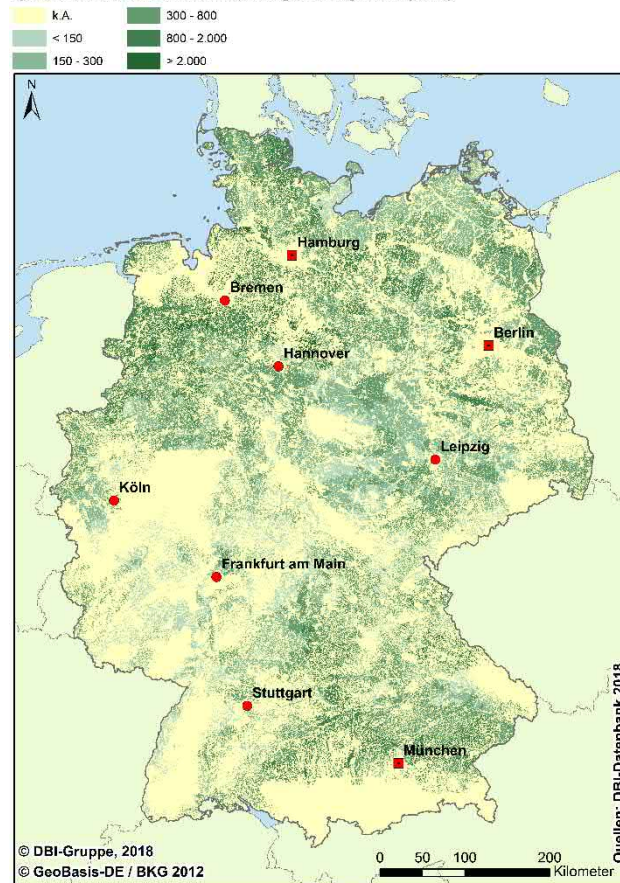 k.A.
< 150
150 - 300
300 - 800
800 - 2.000
> 2.000
N
Hamburg
Bremen
Berlin
Hannover
Leipzig
Köln
Frankfurt am Main
Stuttgart
München
Quellen: DBI-Datenbank 2018
© DBI-Gruppe, 2018
© GeoBasis-DE / BKG 2012
0 100 200
Kilometer